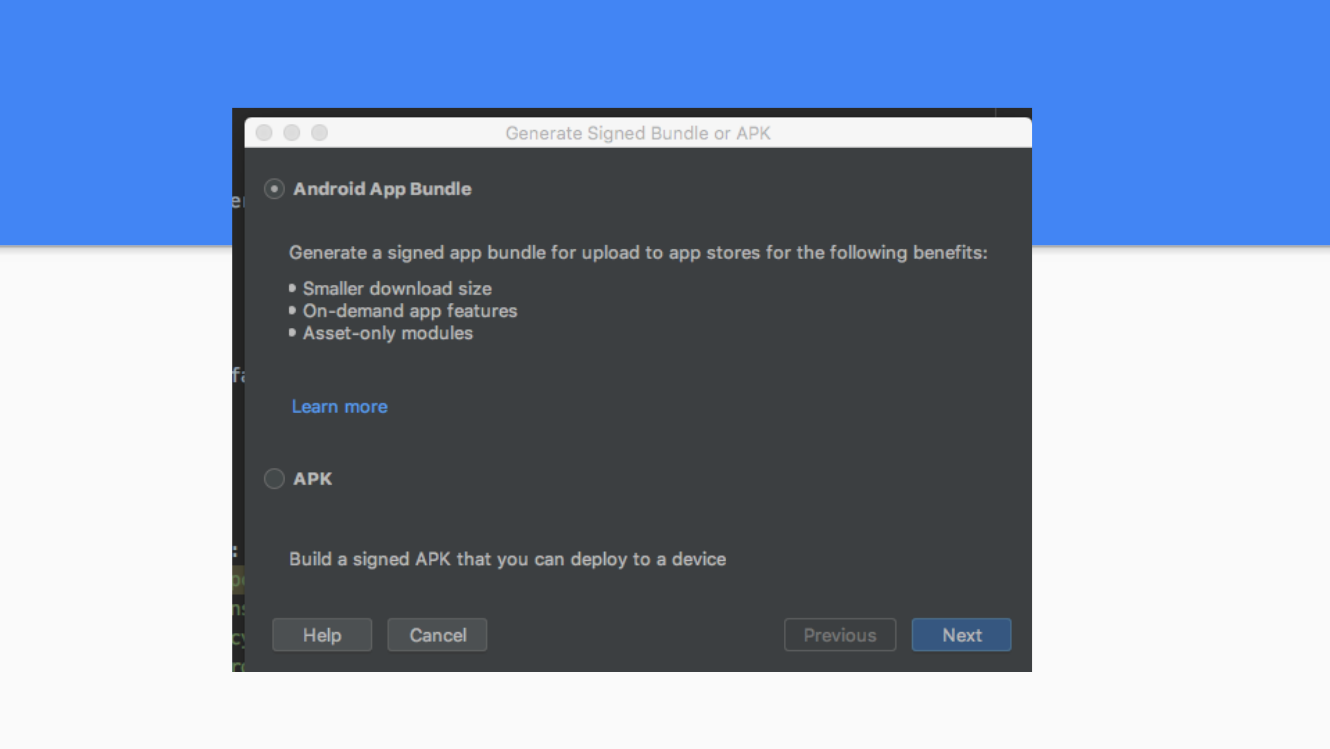 Generate Signed Bundle or APK
Android App Bundle
Generate a signed app bundle for upload to app stores for the following benefits:
Smaller download size
On-demand app features
Asset-only modules
Learn more
APK
Build a signed APK that you can deploy to a device
Help Cancel Previous Next